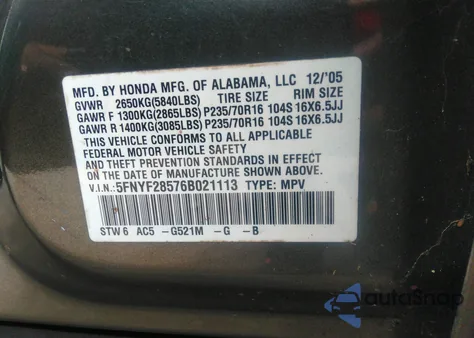 MFD. BY HONDA MFG. OF ALABAMA, LLC 12/'05
GVWR 2650KG(5840LBS) TIRE SIZE RIM SIZE
GAWR F 1300KG(2865LBS) P235/70R16 104S 16X6.5JJ
GAWR R 1400KG(3085LBS) P235/70R16 104S 16X6.5JJ
THIS VEHICLE CONFORMS TO ALL APPLICABLE
FEDERAL MOTOR VEHICLE SAFETY
AND THEFT PREVENTION STANDARDS IN EFFECT
ON THE DATE OF MANUFACTURE SHOWN ABOVE.
V.I.N.: 5FNYF28576B021113 TYPE: MPV
STW 6 AC5 -G521M -G -B
autoSnap